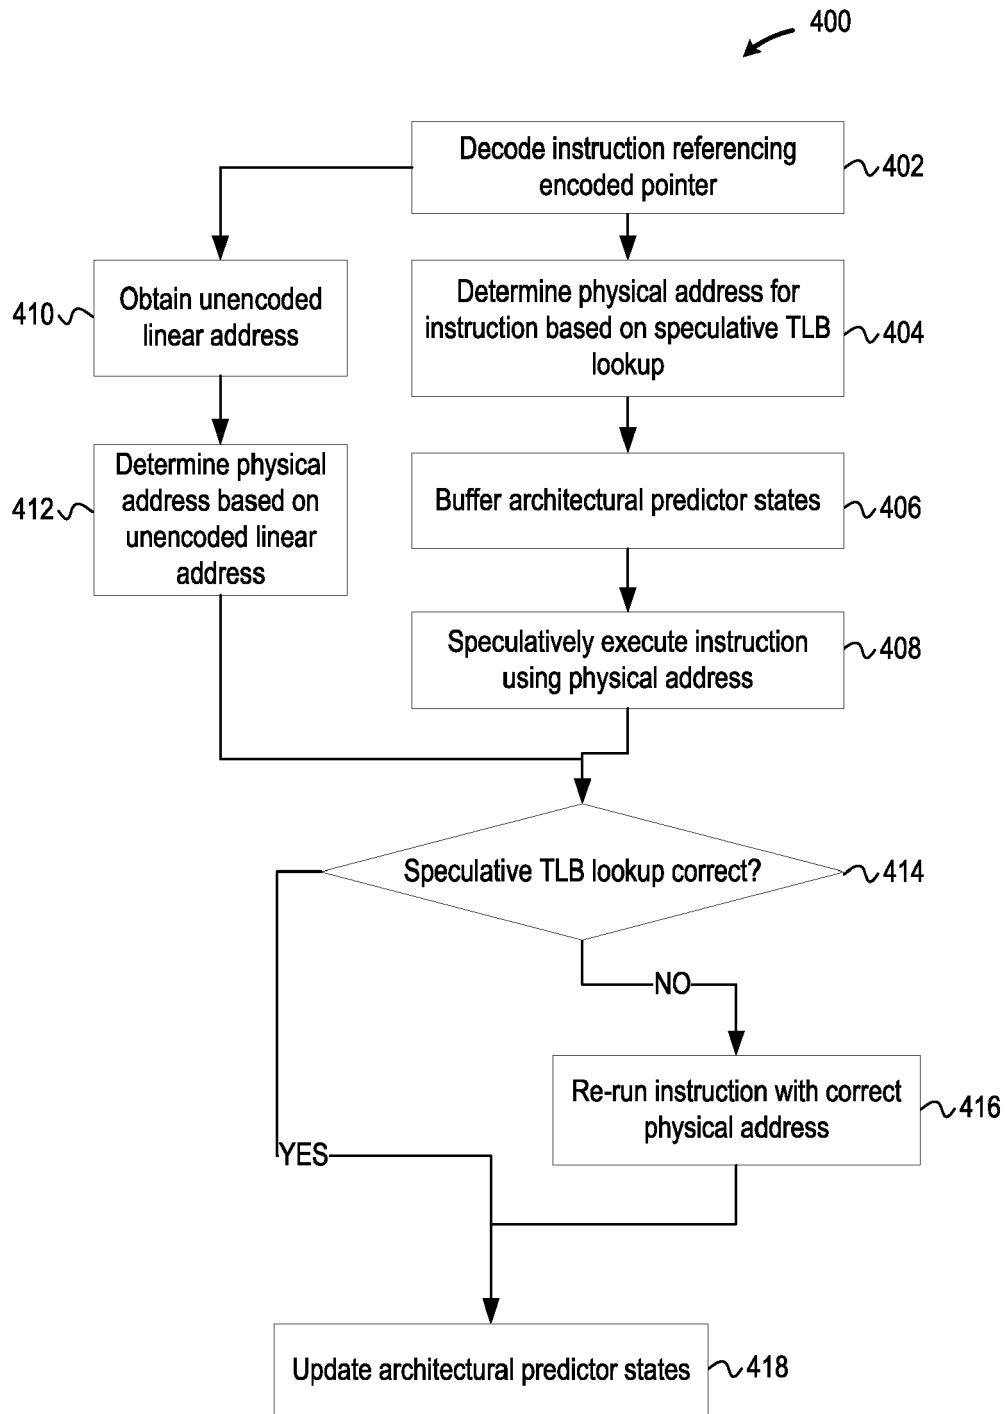 400
Decode instruction referencing
encoded pointer
402
Obtain unencoded
linear address
410
Determine physical address for
instruction based on speculative TLB
lookup
404
Determine physical
address based on
unencoded linear
address
412
Buffer architectural predictor states
406
Speculatively execute instruction
using physical address
408
Speculative TLB lookup correct?
414
NO
Re-run instruction with correct
physical address
416
YES
Update architectural predictor states
418